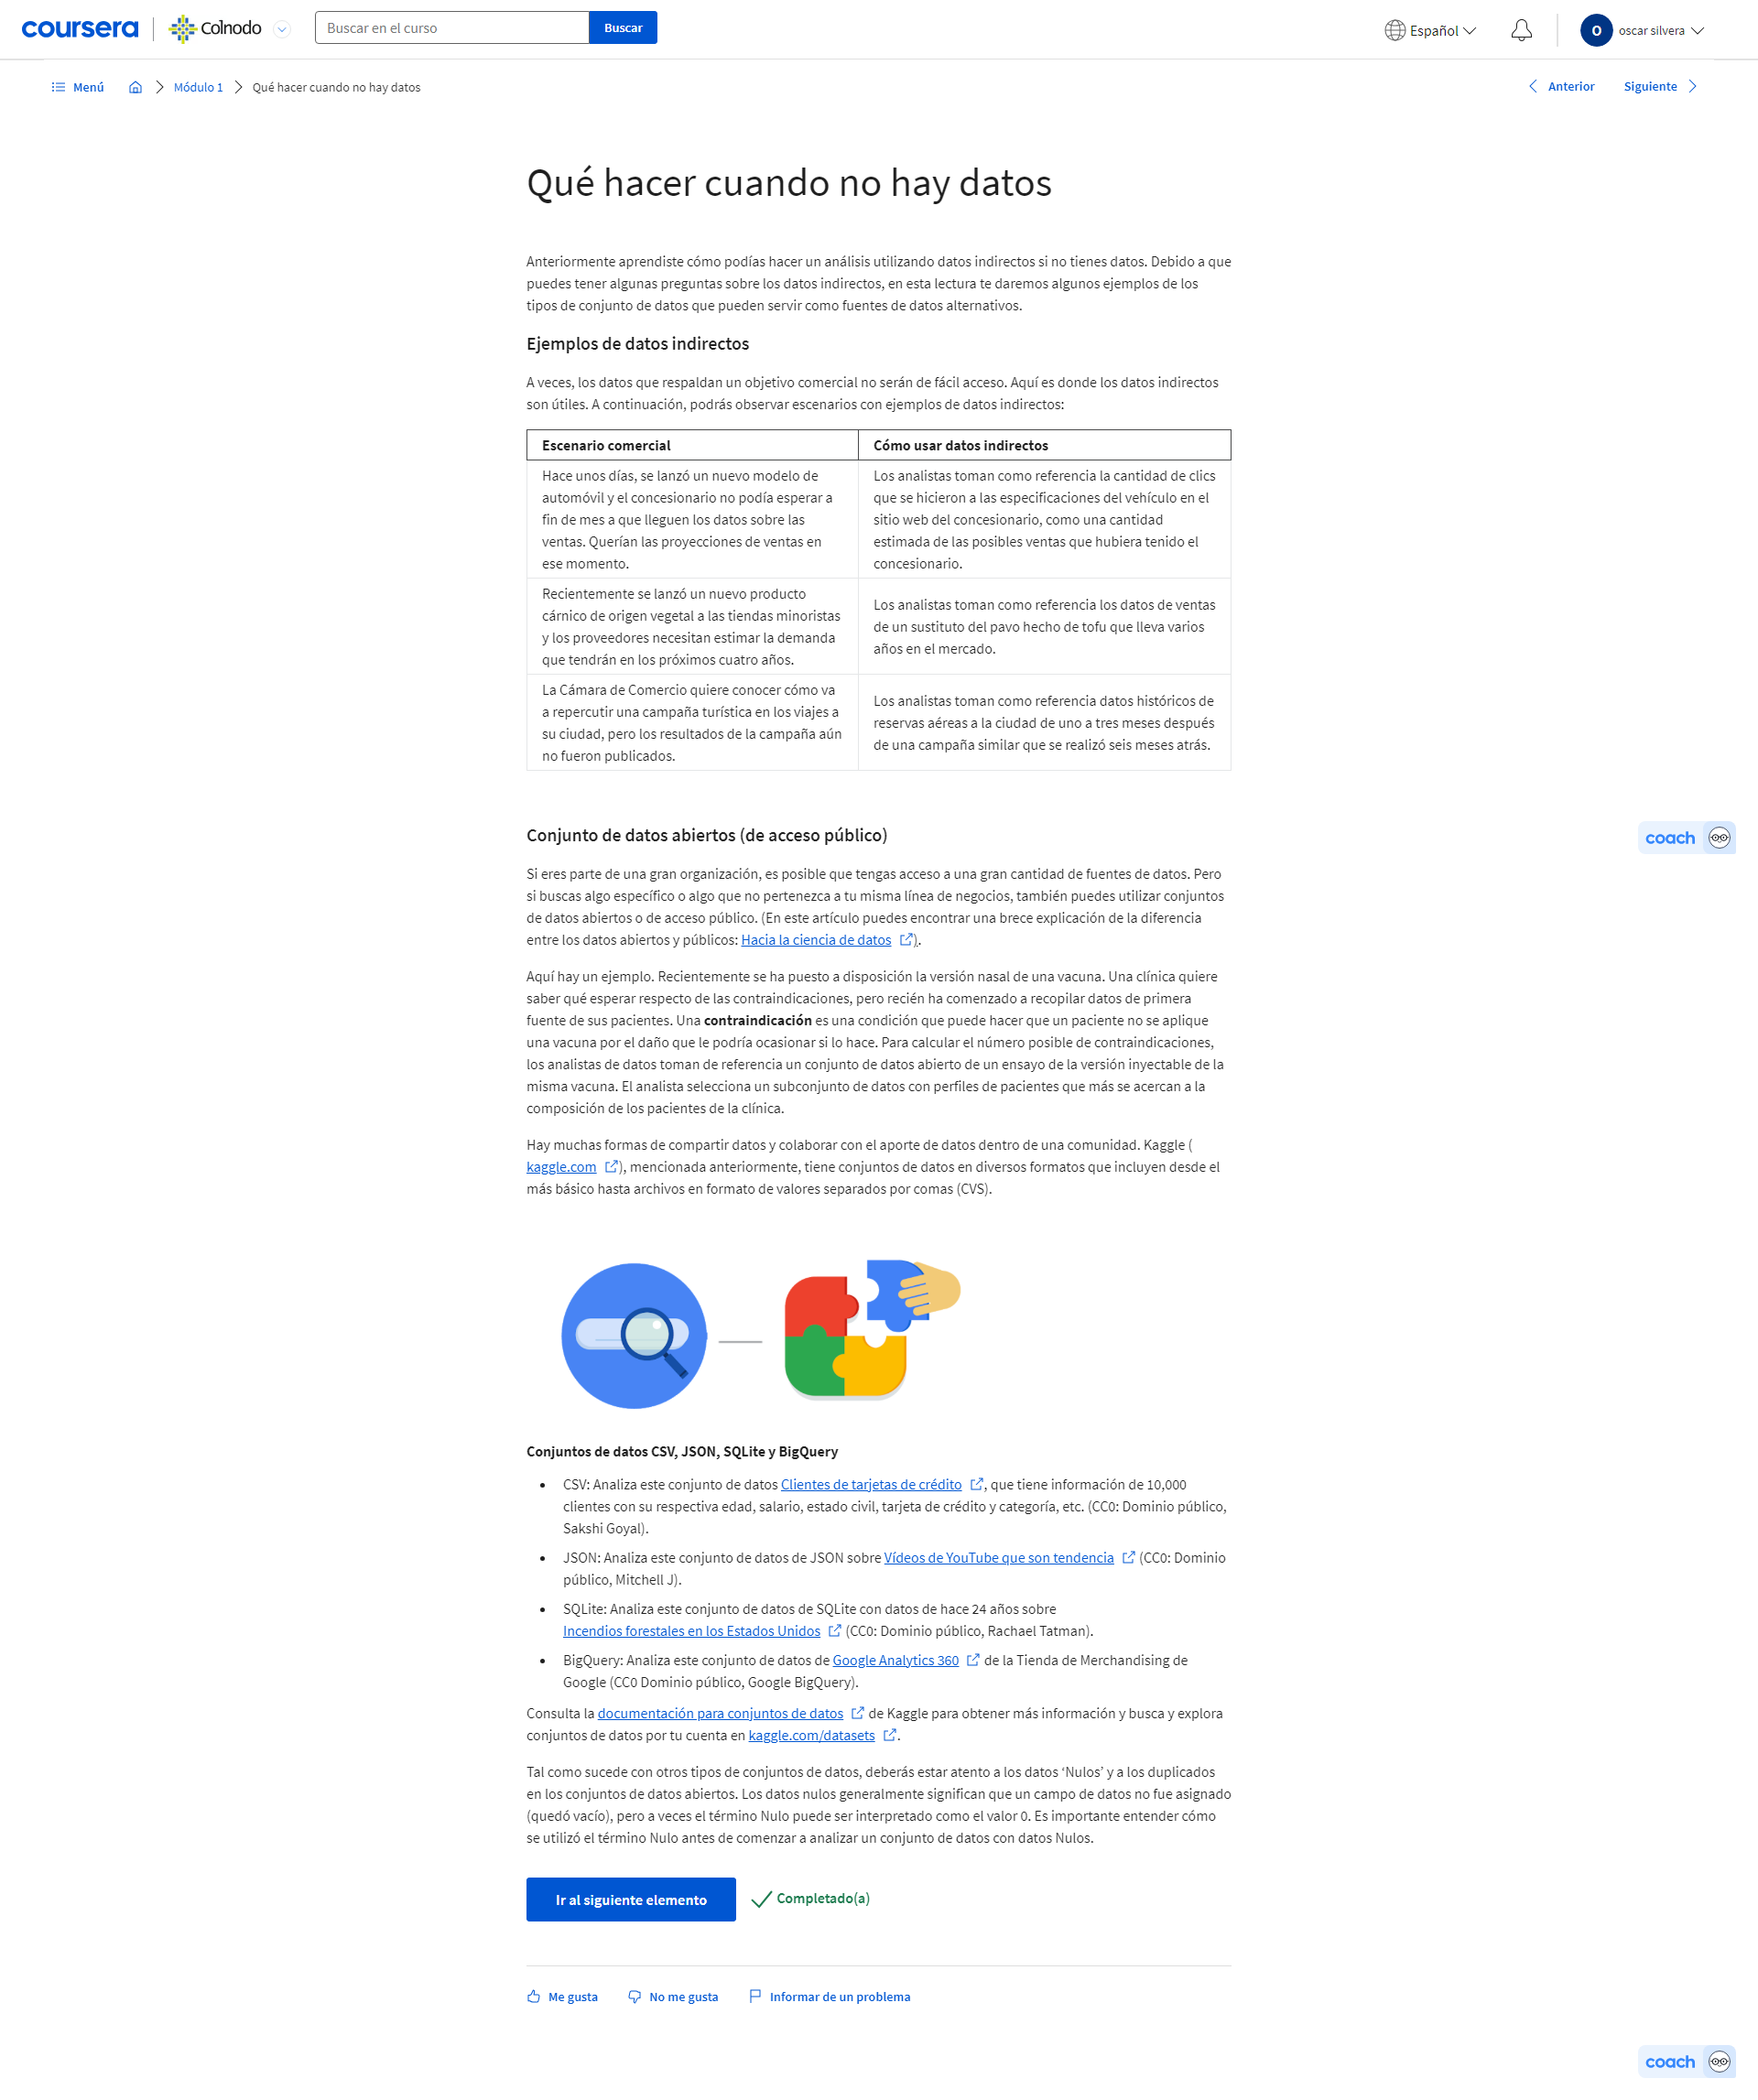 coursera
Colnodo
Buscar en el curso
Buscar
Español
O
oscar silvera
Menú
Módulo 1
Qué hacer cuando no hay datos
Anterior
Siguiente
Qué hacer cuando no hay datos
Anteriormente aprendiste cómo podías hacer un análisis utilizando datos indirectos si no tienes datos. Debido a que
puedes tener algunas preguntas sobre los datos indirectos, en esta lectura te daremos algunos ejemplos de los
tipos de conjunto de datos que pueden servir como fuentes de datos alternativos.
Ejemplos de datos indirectos
A veces, los datos que respaldan un objetivo comercial no serán de fácil acceso. Aquí es donde los datos indirectos
son útiles. A continuación, podrás observar escenarios con ejemplos de datos indirectos:
Escenario comercial
Cómo usar datos indirectos
Hace unos días, se lanzó un nuevo modelo de
automóvil y el concesionario no podía esperar a
fin de mes a que lleguen los datos sobre las
ventas. Querían las proyecciones de ventas en
ese momento.
Los analistas toman como referencia la cantidad de clics
que se hicieron a las especificaciones del vehículo en el
sitio web del concesionario, como una cantidad
estimada de las posibles ventas que hubiera tenido el
concesionario.
Recientemente se lanzó un nuevo producto
cárnico de origen vegetal a las tiendas minoristas
y los proveedores necesitan estimar la demanda
que tendrán en los próximos cuatro años.
Los analistas toman como referencia los datos de ventas
de un sustituto del pavo hecho de tofu que lleva varios
años en el mercado.
La Cámara de Comercio quiere conocer cómo va
a repercutir una campaña turística en los viajes a
su ciudad, pero los resultados de la campaña aún
no fueron publicados.
Los analistas toman como referencia datos históricos de
reservas aéreas a la ciudad de uno a tres meses después
de una campaña similar que se realizó seis meses atrás.
Conjunto de datos abiertos (de acceso público)
coach
Si eres parte de una gran organización, es posible que tengas acceso a una gran cantidad de fuentes de datos. Pero
si buscas algo específico o algo que no pertenezca a tu misma línea de negocios, también puedes utilizar conjuntos
de datos abiertos o de acceso público. (En este artículo puedes encontrar una brece explicación de la diferencia
entre los datos abiertos y públicos: Hacia la ciencia de datos ).
Aquí hay un ejemplo. Recientemente se ha puesto a disposición la versión nasal de una vacuna. Una clínica quiere
saber qué esperar respecto de las contraindicaciones, pero recién ha comenzado a recopilar datos de primera
fuente de sus pacientes. Una contraindicación es una condición que puede hacer que un paciente no se aplique
una vacuna por el daño que le podría ocasionar si lo hace. Para calcular el número posible de contraindicaciones,
los analistas de datos toman de referencia un conjunto de datos abierto de un ensayo de la versión inyectable de la
misma vacuna. El analista selecciona un subconjunto de datos con perfiles de pacientes que más se acercan a la
composición de los pacientes de la clínica.
Hay muchas formas de compartir datos y colaborar con el aporte de datos dentro de una comunidad. Kaggle (
kaggle.com ), mencionada anteriormente, tiene conjuntos de datos en diversos formatos que incluyen desde el
más básico hasta archivos en formato de valores separados por comas (CVS).
Conjuntos de datos CSV, JSON, SQLite y BigQuery
• CSV: Analiza este conjunto de datos Clientes de tarjetas de crédito , que tiene información de 10,000
clientes con su respectiva edad, salario, estado civil, tarjeta de crédito y categoría, etc. (CC0: Dominio público,
Sakshi Goyal).
• JSON: Analiza este conjunto de datos de JSON sobre Vídeos de YouTube que son tendencia (CC0: Dominio
público, Mitchell J).
• SQLite: Analiza este conjunto de datos de SQLite con datos de hace 24 años sobre
Incendios forestales en los Estados Unidos (CC0: Dominio público, Rachael Tatman).
• BigQuery: Analiza este conjunto de datos de Google Analytics 360 de la Tienda de Merchandising de
Google (CC0 Dominio público, Google BigQuery).
Consulta la documentación para conjuntos de datos de Kaggle para obtener más información y busca y explora
conjuntos de datos por tu cuenta en kaggle.com/datasets .
Tal como sucede con otros tipos de conjuntos de datos, deberás estar atento a los datos ‘Nulos’ y a los duplicados
en los conjuntos de datos abiertos. Los datos nulos generalmente significan que un campo de datos no fue asignado
(quedó vacío), pero a veces el término Nulo puede ser interpretado como el valor 0. Es importante entender cómo
se utilizó el término Nulo antes de comenzar a analizar un conjunto de datos con datos Nulos.
Ir al siguiente elemento
Completado(a)
Me gusta
No me gusta
Informar de un problema
coach